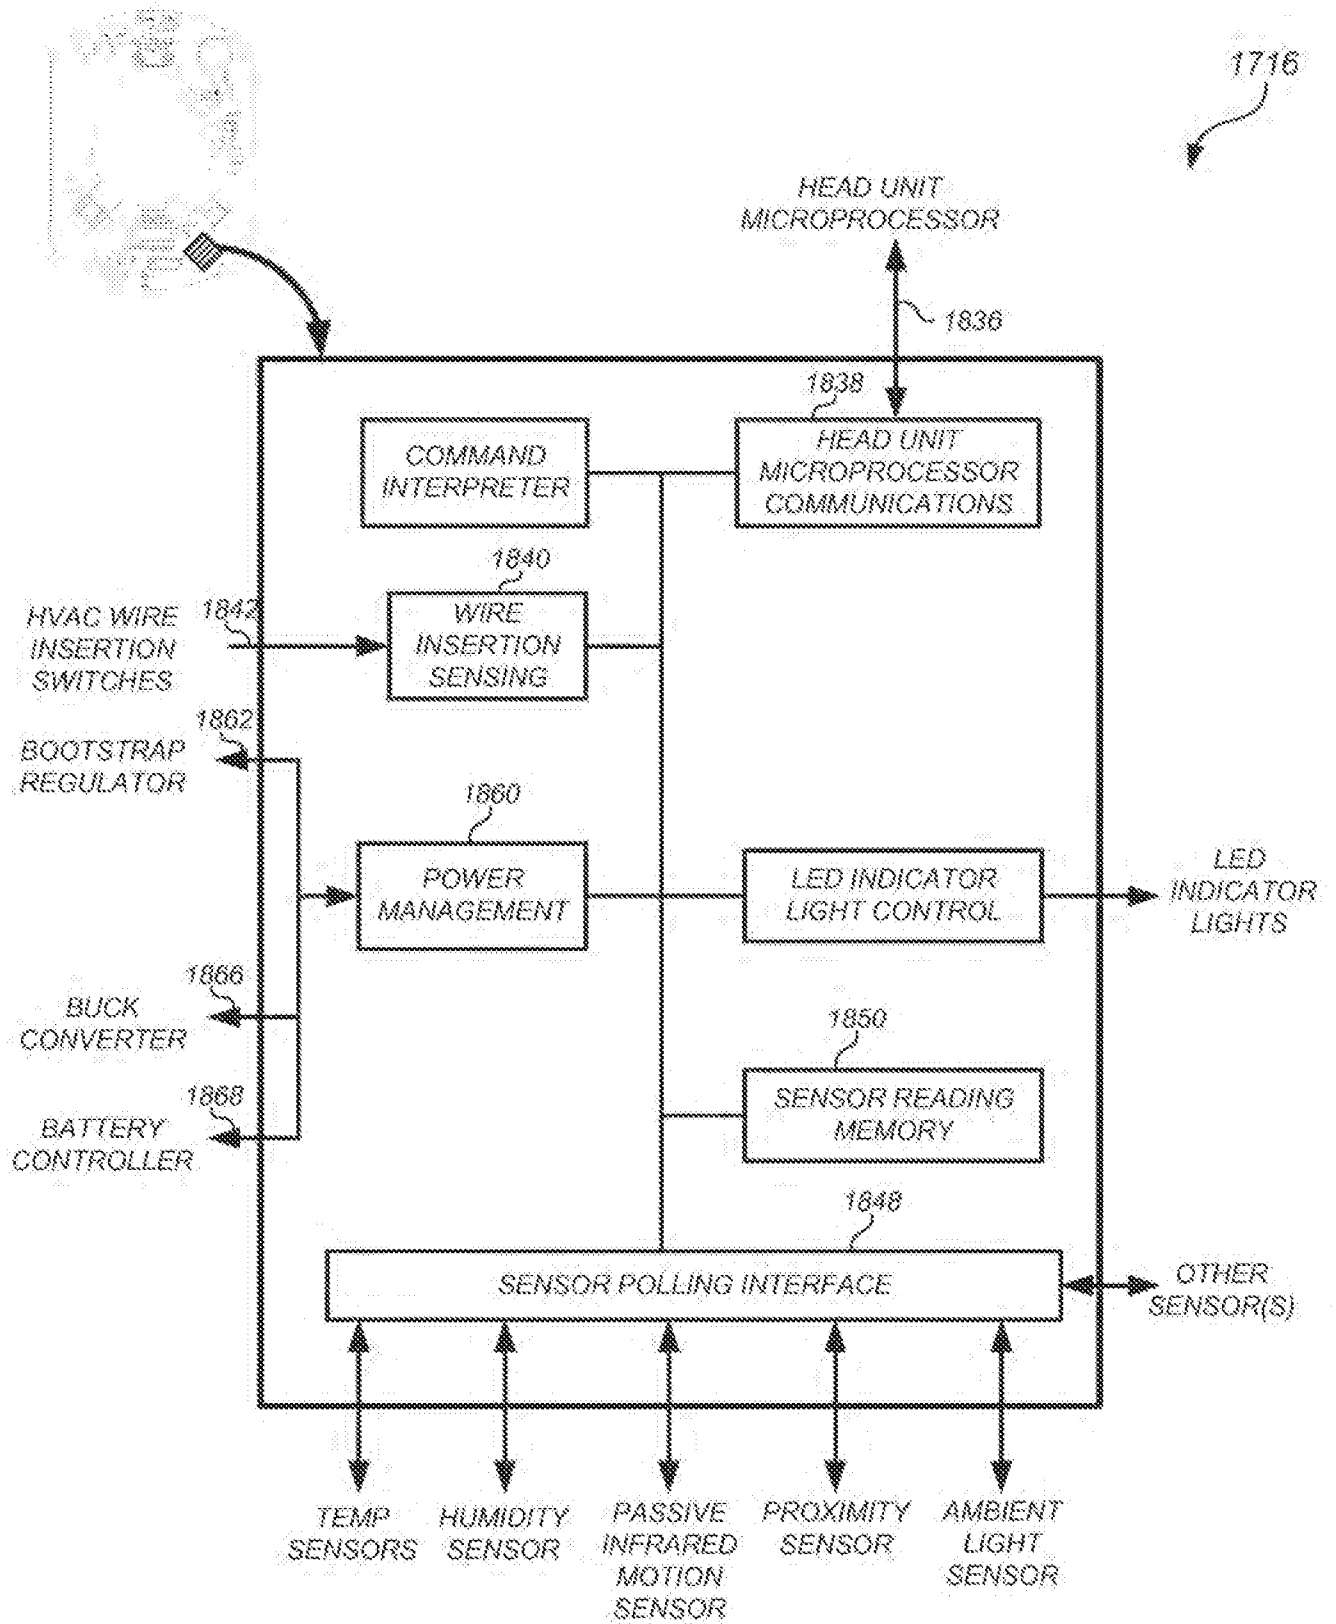 1716
HEAD UNIT
MICROPROCESSOR
1836
1838
COMMAND
INTERPRETER
HEAD UNIT
MICROPROCESSOR
COMMUNICATIONS
1840
HVAC WIRE
INSERTION
SWITCHES
1842
WIRE
INSERTION
SENSING
1862
BOOTSTRAP
REGULATOR
1860
POWER
MANAGEMENT
LED INDICATOR
LIGHT CONTROL
LED
INDICATOR
LIGHTS
1866
BUCK
CONVERTER
1850
SENSOR READING
MEMORY
1868
BATTERY
CONTROLLER
1848
SENSOR POLLING INTERFACE
OTHER
SENSOR(S)
TEMP
SENSORS
HUMIDITY
SENSOR
PASSIVE
INFRARED
MOTION
SENSOR
PROXIMITY
SENSOR
AMBIENT
LIGHT
SENSOR